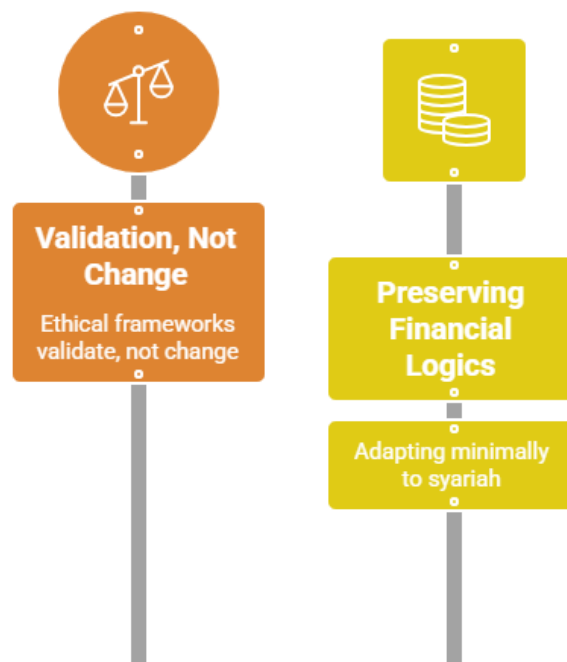 Validation, Not
Change
Ethical frameworks
validate, not change
Preserving
Financial
Logics
Adapting minimally
to syariah